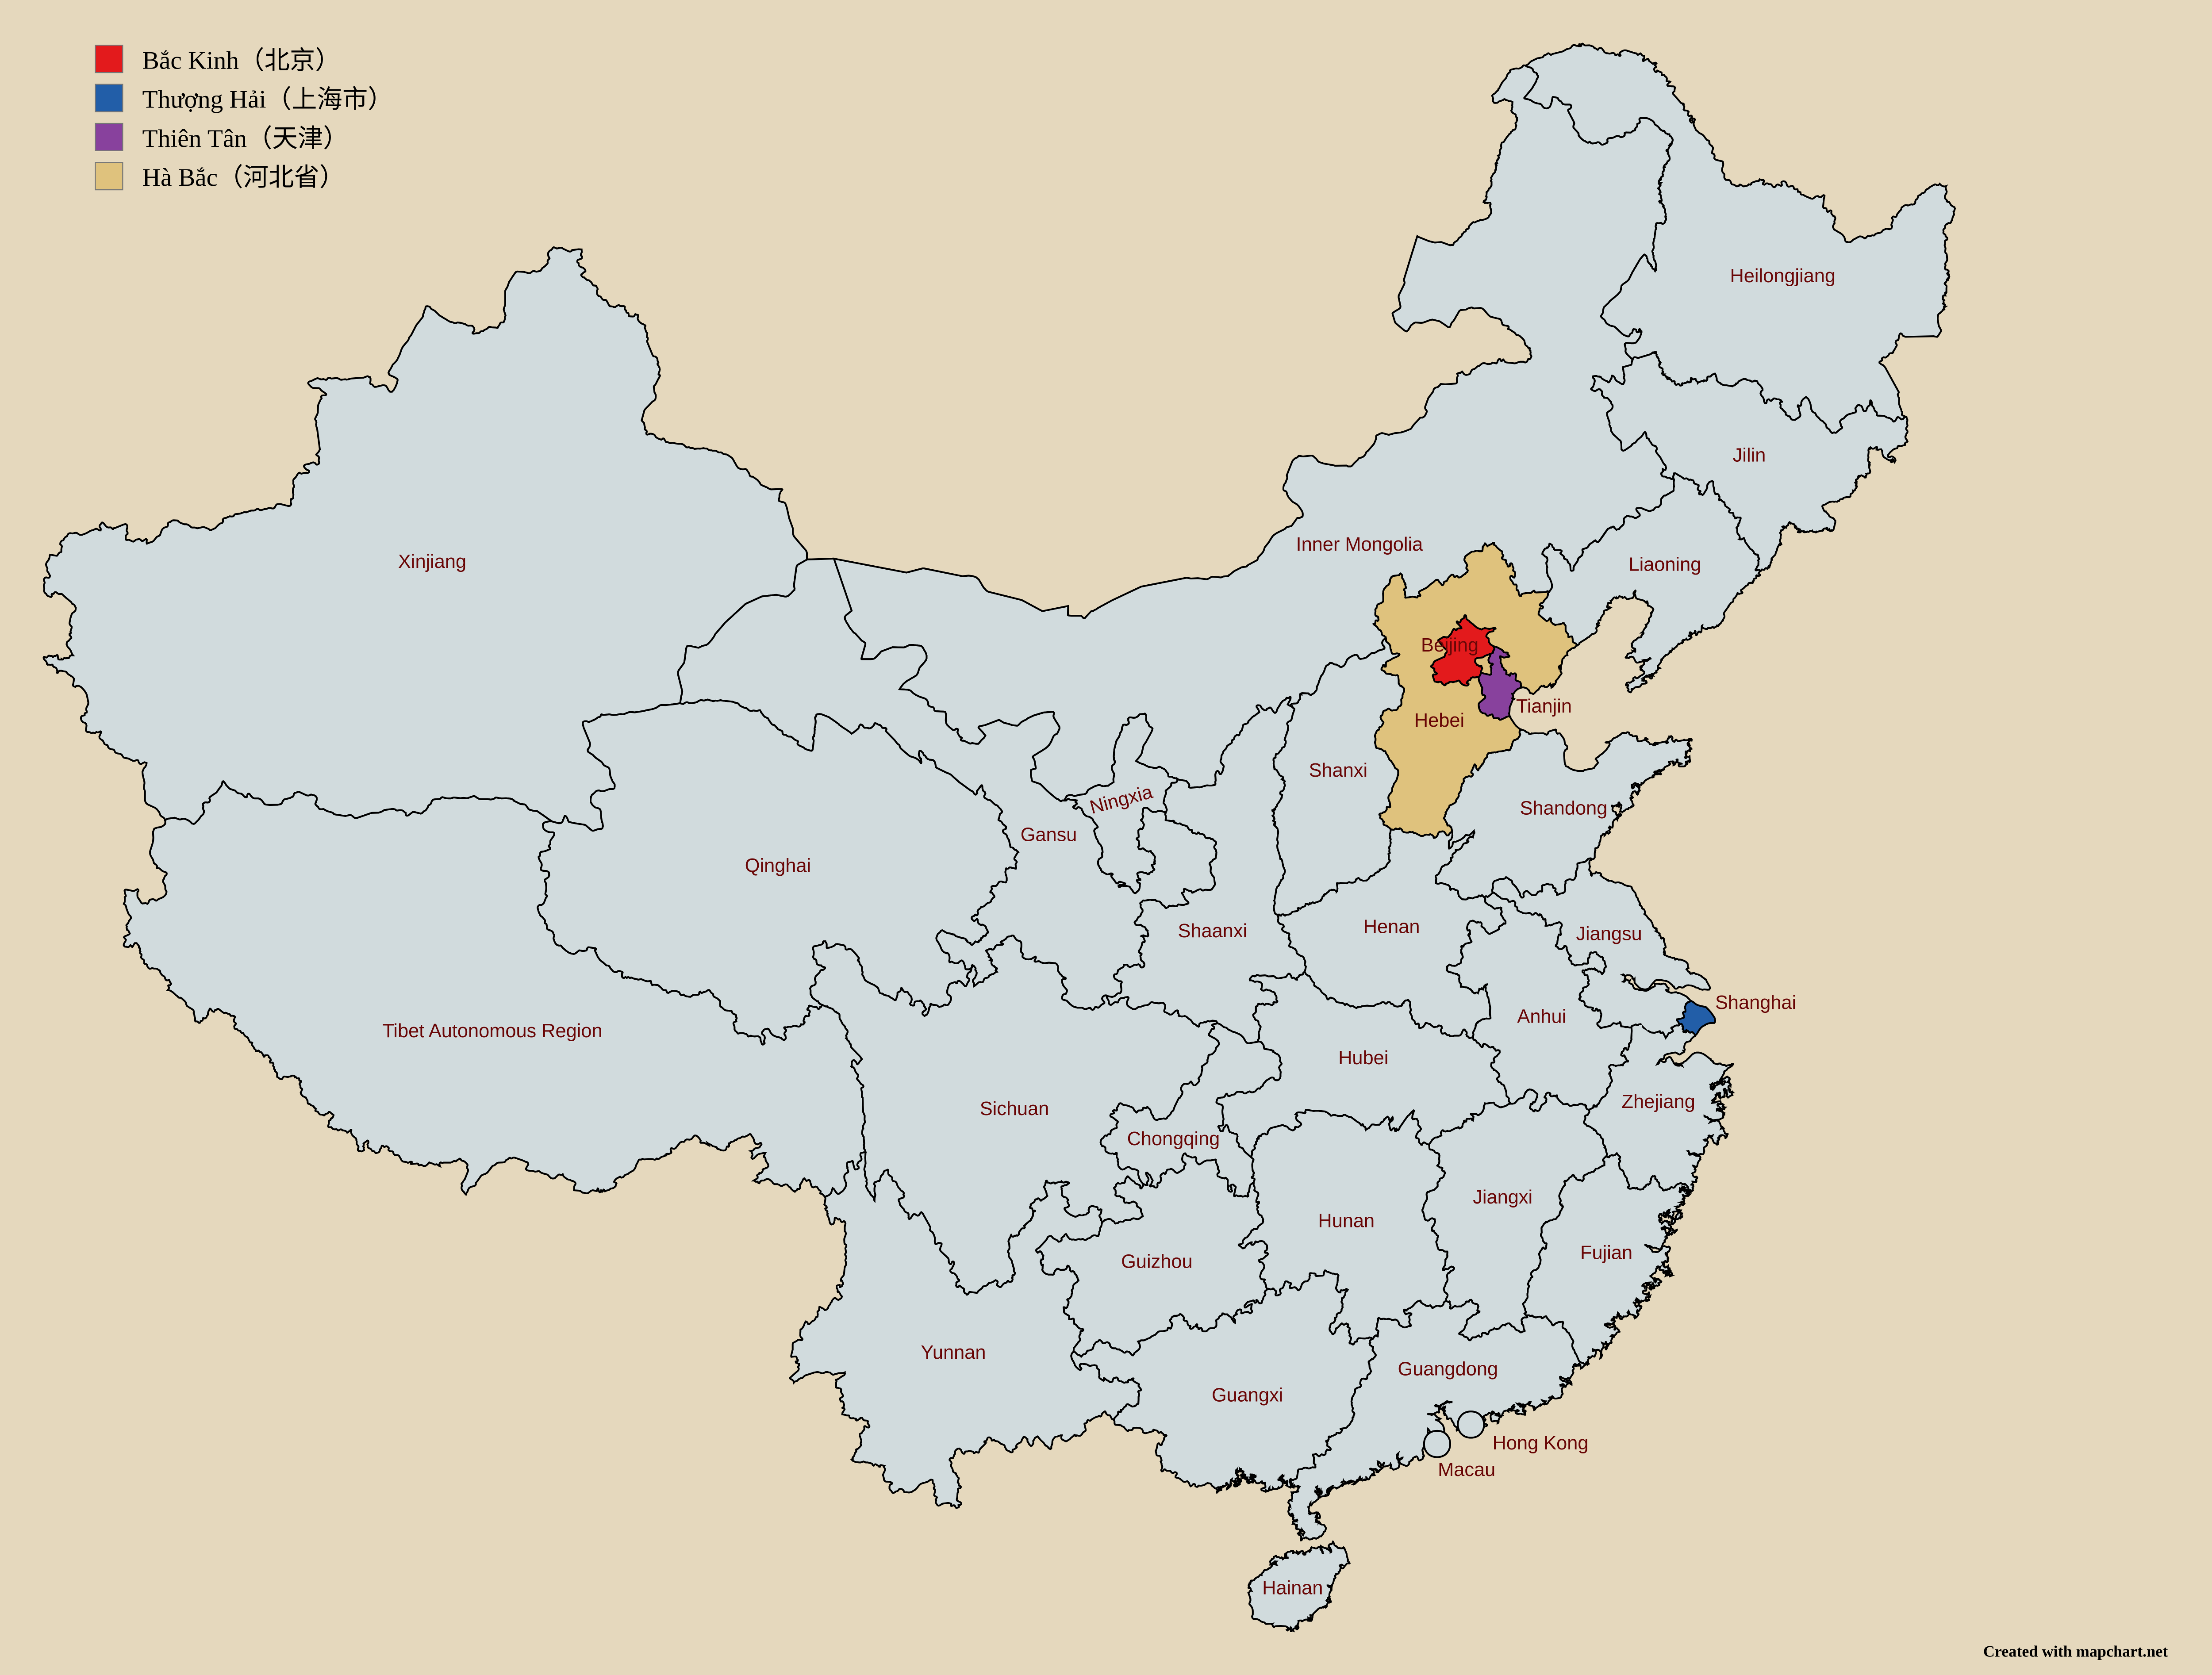 Bắc Kinh（北京）
Thượng Hải（上海市）
Thiên Tân（天津）
Hà Bắc（河北省）
Heilongjiang
Jilin
Inner Mongolia
Xinjiang
Liaoning
Beijing
Tianjin
Hebei
Shanxi
Ningxia
Shandong
Gansu
Qinghai
Henan
Shaanxi
Jiangsu
Shanghai
Anhui
Tibet Autonomous Region
Hubei
Zhejiang
Sichuan
Chongqing
Jiangxi
Hunan
Fujian
Guizhou
Yunnan
Guangdong
Guangxi
Hong Kong
Macau
Hainan
Created with mapchart.net